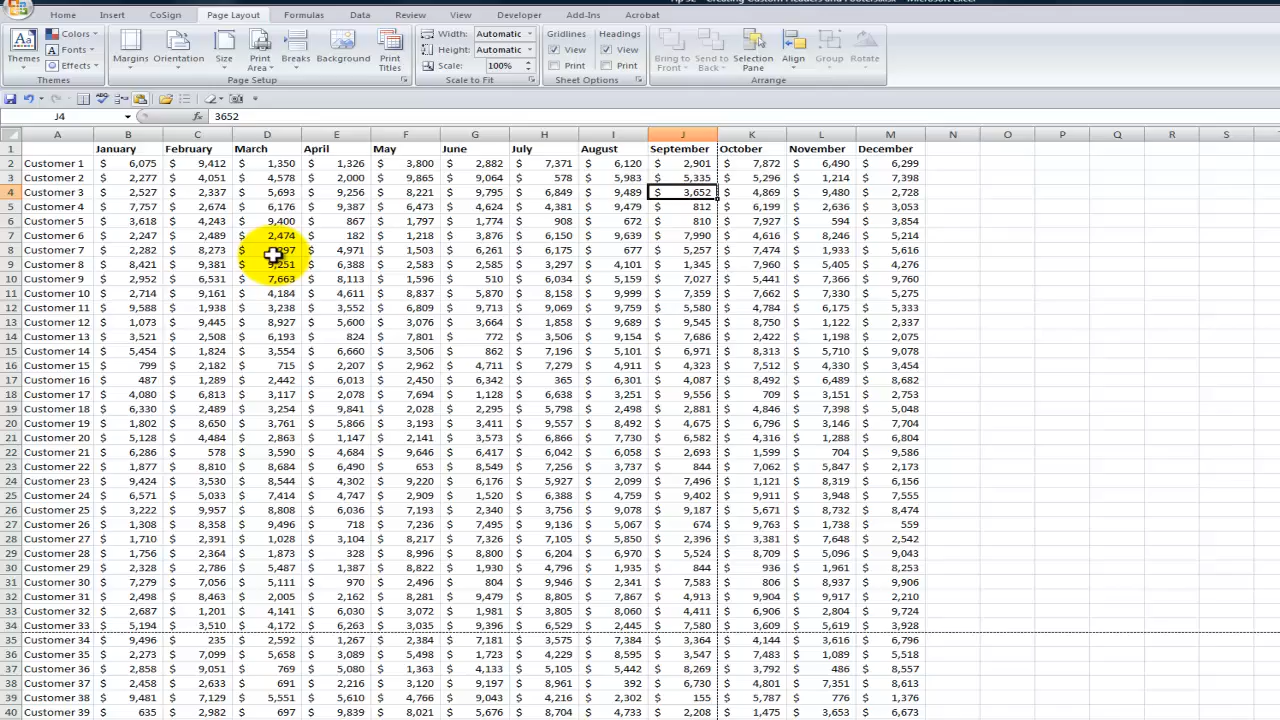 Home Insert CoSign Page Layout Formulas Data Review View Developer Add-Ins Acrobat
Themes Colors Fonts Effects Margins Orientation Size Print Area Breaks Background Print Titles Width: Automatic Height: Automatic Scale: 100% Gridlines View Print Headings View Print Bring to Front Send to Back Selection Pane Align Group Rotate
Themes Page Setup Scale to Fit Sheet Options Arrange
J4 fx 3652
A B C D E F G H I J K L M N O P Q R S
1 January February March April May June July August September October November December
2 Customer 1 $ 6,075 $ 9,412 $ 1,350 $ 1,326 $ 3,800 $ 2,882 $ 7,371 $ 6,120 $ 2,901 $ 7,872 $ 6,490 $ 6,299
3 Customer 2 $ 2,277 $ 4,051 $ 4,578 $ 2,000 $ 9,865 $ 9,064 $ 578 $ 5,983 $ 5,335 $ 5,296 $ 1,214 $ 7,398
4 Customer 3 $ 2,527 $ 2,337 $ 5,693 $ 9,256 $ 8,221 $ 9,795 $ 6,849 $ 9,489 $ 3,652 $ 4,869 $ 9,480 $ 2,728
5 Customer 4 $ 7,757 $ 2,674 $ 6,176 $ 9,387 $ 6,473 $ 4,624 $ 4,381 $ 9,479 $ 812 $ 6,199 $ 2,636 $ 3,053
6 Customer 5 $ 3,618 $ 4,243 $ 9,400 $ 867 $ 1,797 $ 1,774 $ 908 $ 672 $ 810 $ 7,927 $ 594 $ 3,854
7 Customer 6 $ 2,247 $ 2,489 $ 2,474 $ 182 $ 1,218 $ 3,876 $ 6,150 $ 9,639 $ 7,990 $ 4,616 $ 8,246 $ 5,214
8 Customer 7 $ 2,282 $ 8,273 $ $ 4,971 $ 1,503 $ 6,261 $ 6,175 $ 677 $ 5,257 $ 7,474 $ 1,933 $ 5,616
9 Customer 8 $ 8,421 $ 9,381 $ 9,251 $ 6,388 $ 2,583 $ 2,585 $ 3,297 $ 4,101 $ 1,345 $ 7,960 $ 5,405 $ 4,276
10 Customer 9 $ 2,952 $ 6,531 $ 7,663 $ 8,113 $ 1,596 $ 510 $ 6,034 $ 5,159 $ 7,027 $ 5,441 $ 7,366 $ 9,760
11 Customer 10 $ 2,714 $ 9,161 $ 4,184 $ 4,611 $ 8,837 $ 5,870 $ 8,158 $ 9,999 $ 7,359 $ 7,662 $ 7,330 $ 5,275
12 Customer 11 $ 9,588 $ 1,938 $ 3,238 $ 3,552 $ 6,809 $ 9,713 $ 9,069 $ 9,759 $ 5,580 $ 4,784 $ 6,175 $ 5,333
13 Customer 12 $ 1,073 $ 9,445 $ 8,927 $ 5,600 $ 3,076 $ 3,664 $ 1,858 $ 9,689 $ 9,545 $ 8,750 $ 1,122 $ 2,337
14 Customer 13 $ 3,521 $ 2,508 $ 6,193 $ 824 $ 7,801 $ 772 $ 3,506 $ 9,154 $ 7,686 $ 2,422 $ 1,198 $ 2,075
15 Customer 14 $ 5,454 $ 1,824 $ 3,554 $ 6,660 $ 3,506 $ 862 $ 7,196 $ 5,101 $ 6,971 $ 8,313 $ 5,710 $ 9,078
16 Customer 15 $ 799 $ 2,182 $ 715 $ 2,207 $ 2,962 $ 4,711 $ 7,279 $ 4,911 $ 4,323 $ 7,512 $ 4,330 $ 3,454
17 Customer 16 $ 487 $ 1,289 $ 2,442 $ 6,013 $ 2,450 $ 6,342 $ 365 $ 6,301 $ 4,087 $ 8,492 $ 6,489 $ 8,682
18 Customer 17 $ 4,080 $ 6,813 $ 3,117 $ 2,078 $ 7,694 $ 1,128 $ 6,638 $ 3,251 $ 9,556 $ 709 $ 3,151 $ 2,753
19 Customer 18 $ 6,330 $ 2,489 $ 3,254 $ 9,841 $ 2,028 $ 2,295 $ 5,798 $ 2,498 $ 2,881 $ 4,846 $ 7,398 $ 5,048
20 Customer 19 $ 1,802 $ 8,650 $ 3,761 $ 5,866 $ 3,193 $ 3,411 $ 9,557 $ 8,492 $ 4,675 $ 6,796 $ 3,146 $ 7,704
21 Customer 20 $ 5,128 $ 4,484 $ 2,863 $ 1,147 $ 2,141 $ 3,573 $ 6,866 $ 7,730 $ 6,582 $ 4,316 $ 1,288 $ 6,804
22 Customer 21 $ 6,286 $ 578 $ 3,590 $ 4,684 $ 9,646 $ 6,417 $ 6,042 $ 6,058 $ 2,693 $ 1,599 $ 704 $ 9,586
23 Customer 22 $ 1,877 $ 8,810 $ 8,684 $ 6,490 $ 653 $ 8,549 $ 7,256 $ 3,737 $ 844 $ 7,062 $ 5,847 $ 2,173
24 Customer 23 $ 9,424 $ 3,530 $ 8,544 $ 4,302 $ 9,220 $ 6,176 $ 5,927 $ 2,099 $ 7,496 $ 1,121 $ 8,319 $ 6,156
25 Customer 24 $ 6,571 $ 5,033 $ 7,414 $ 4,747 $ 2,909 $ 1,520 $ 6,388 $ 4,759 $ 9,402 $ 9,911 $ 3,948 $ 7,555
26 Customer 25 $ 3,222 $ 9,957 $ 8,808 $ 6,036 $ 7,193 $ 2,340 $ 3,756 $ 9,078 $ 9,187 $ 5,671 $ 8,732 $ 8,474
27 Customer 26 $ 1,308 $ 8,358 $ 9,496 $ 718 $ 7,236 $ 7,495 $ 9,136 $ 5,067 $ 674 $ 9,763 $ 1,738 $ 559
28 Customer 27 $ 1,710 $ 2,391 $ 1,028 $ 3,104 $ 8,217 $ 7,326 $ 7,105 $ 5,850 $ 2,396 $ 3,381 $ 7,648 $ 2,542
29 Customer 28 $ 1,756 $ 2,364 $ 1,873 $ 328 $ 8,996 $ 8,800 $ 6,204 $ 6,970 $ 5,524 $ 8,709 $ 5,096 $ 9,043
30 Customer 29 $ 2,328 $ 2,786 $ 5,487 $ 1,387 $ 8,822 $ 1,930 $ 4,796 $ 1,935 $ 844 $ 936 $ 1,961 $ 8,253
31 Customer 30 $ 7,279 $ 7,056 $ 5,111 $ 970 $ 2,496 $ 804 $ 9,946 $ 2,341 $ 7,583 $ 806 $ 8,937 $ 9,906
32 Customer 31 $ 2,498 $ 8,463 $ 2,005 $ 2,162 $ 8,281 $ 9,479 $ 8,805 $ 7,867 $ 4,913 $ 9,904 $ 9,917 $ 2,210
33 Customer 32 $ 2,687 $ 1,201 $ 4,141 $ 6,030 $ 3,072 $ 1,981 $ 3,805 $ 8,060 $ 4,411 $ 6,906 $ 2,804 $ 9,724
34 Customer 33 $ 5,194 $ 3,510 $ 4,172 $ 6,263 $ 3,035 $ 9,396 $ 6,529 $ 2,445 $ 7,580 $ 3,609 $ 5,619 $ 3,928
35 Customer 34 $ 9,496 $ 235 $ 2,592 $ 1,267 $ 2,384 $ 7,181 $ 3,575 $ 7,384 $ 3,364 $ 4,144 $ 3,616 $ 6,796
36 Customer 35 $ 2,273 $ 7,099 $ 5,658 $ 3,089 $ 5,498 $ 1,723 $ 4,229 $ 8,595 $ 3,547 $ 7,483 $ 1,089 $ 5,518
37 Customer 36 $ 2,858 $ 9,051 $ 769 $ 5,080 $ 1,363 $ 4,133 $ 5,105 $ 5,442 $ 8,269 $ 3,792 $ 486 $ 8,557
38 Customer 37 $ 2,458 $ 2,633 $ 691 $ 2,216 $ 3,120 $ 9,197 $ 8,961 $ 392 $ 6,730 $ 4,801 $ 7,351 $ 8,613
39 Customer 38 $ 9,481 $ 7,129 $ 5,551 $ 4,610 $ 4,766 $ 9,043 $ 4,216 $ 2,302 $ 155 $ 5,787 $ 776 $ 1,376
40 Customer 39 $ 635 $ 2,982 $ 697 $ 9,839 $ 8,021 $ 5,676 $ 8,704 $ 4,733 $ 2,208 $ 1,475 $ 3,653 $ 6,673